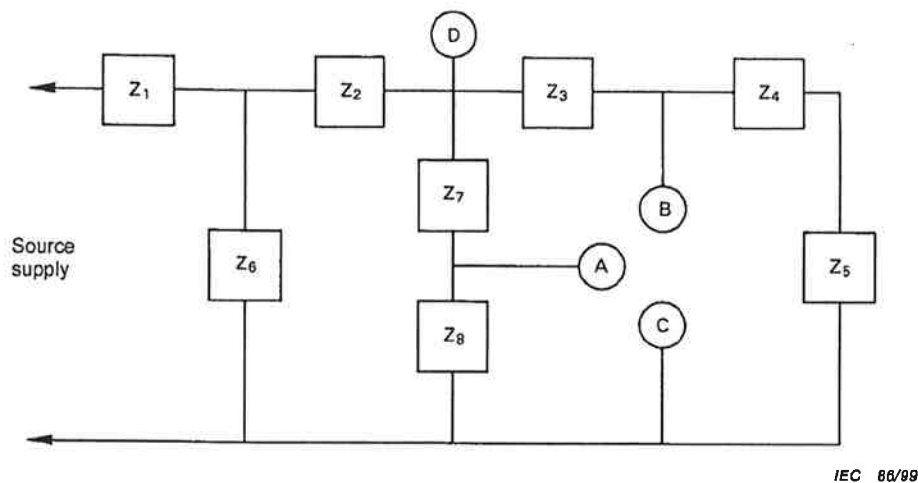 D
Z1
Z2
Z3
Z4
Z7
B
Source
supply
Z6
A
Z5
C
Z8
IEC 86/99